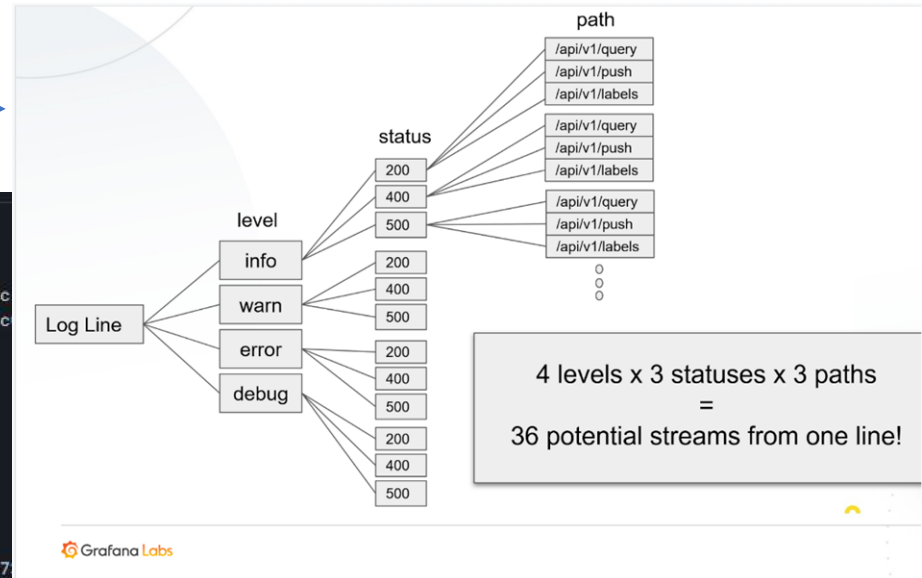 path
/api/v1/query
/api/v1/push
/api/v1/labels
/api/v1/query
/api/v1/push
/api/v1/labels
/api/v1/query
/api/v1/push
/api/v1/labels
status
200
400
500
200
400
500
200
400
500
200
400
500
level
info
warn
error
debug
Log Line
4 levels x 3 statuses x 3 paths
=
36 potential streams from one line!
Grafana Labs